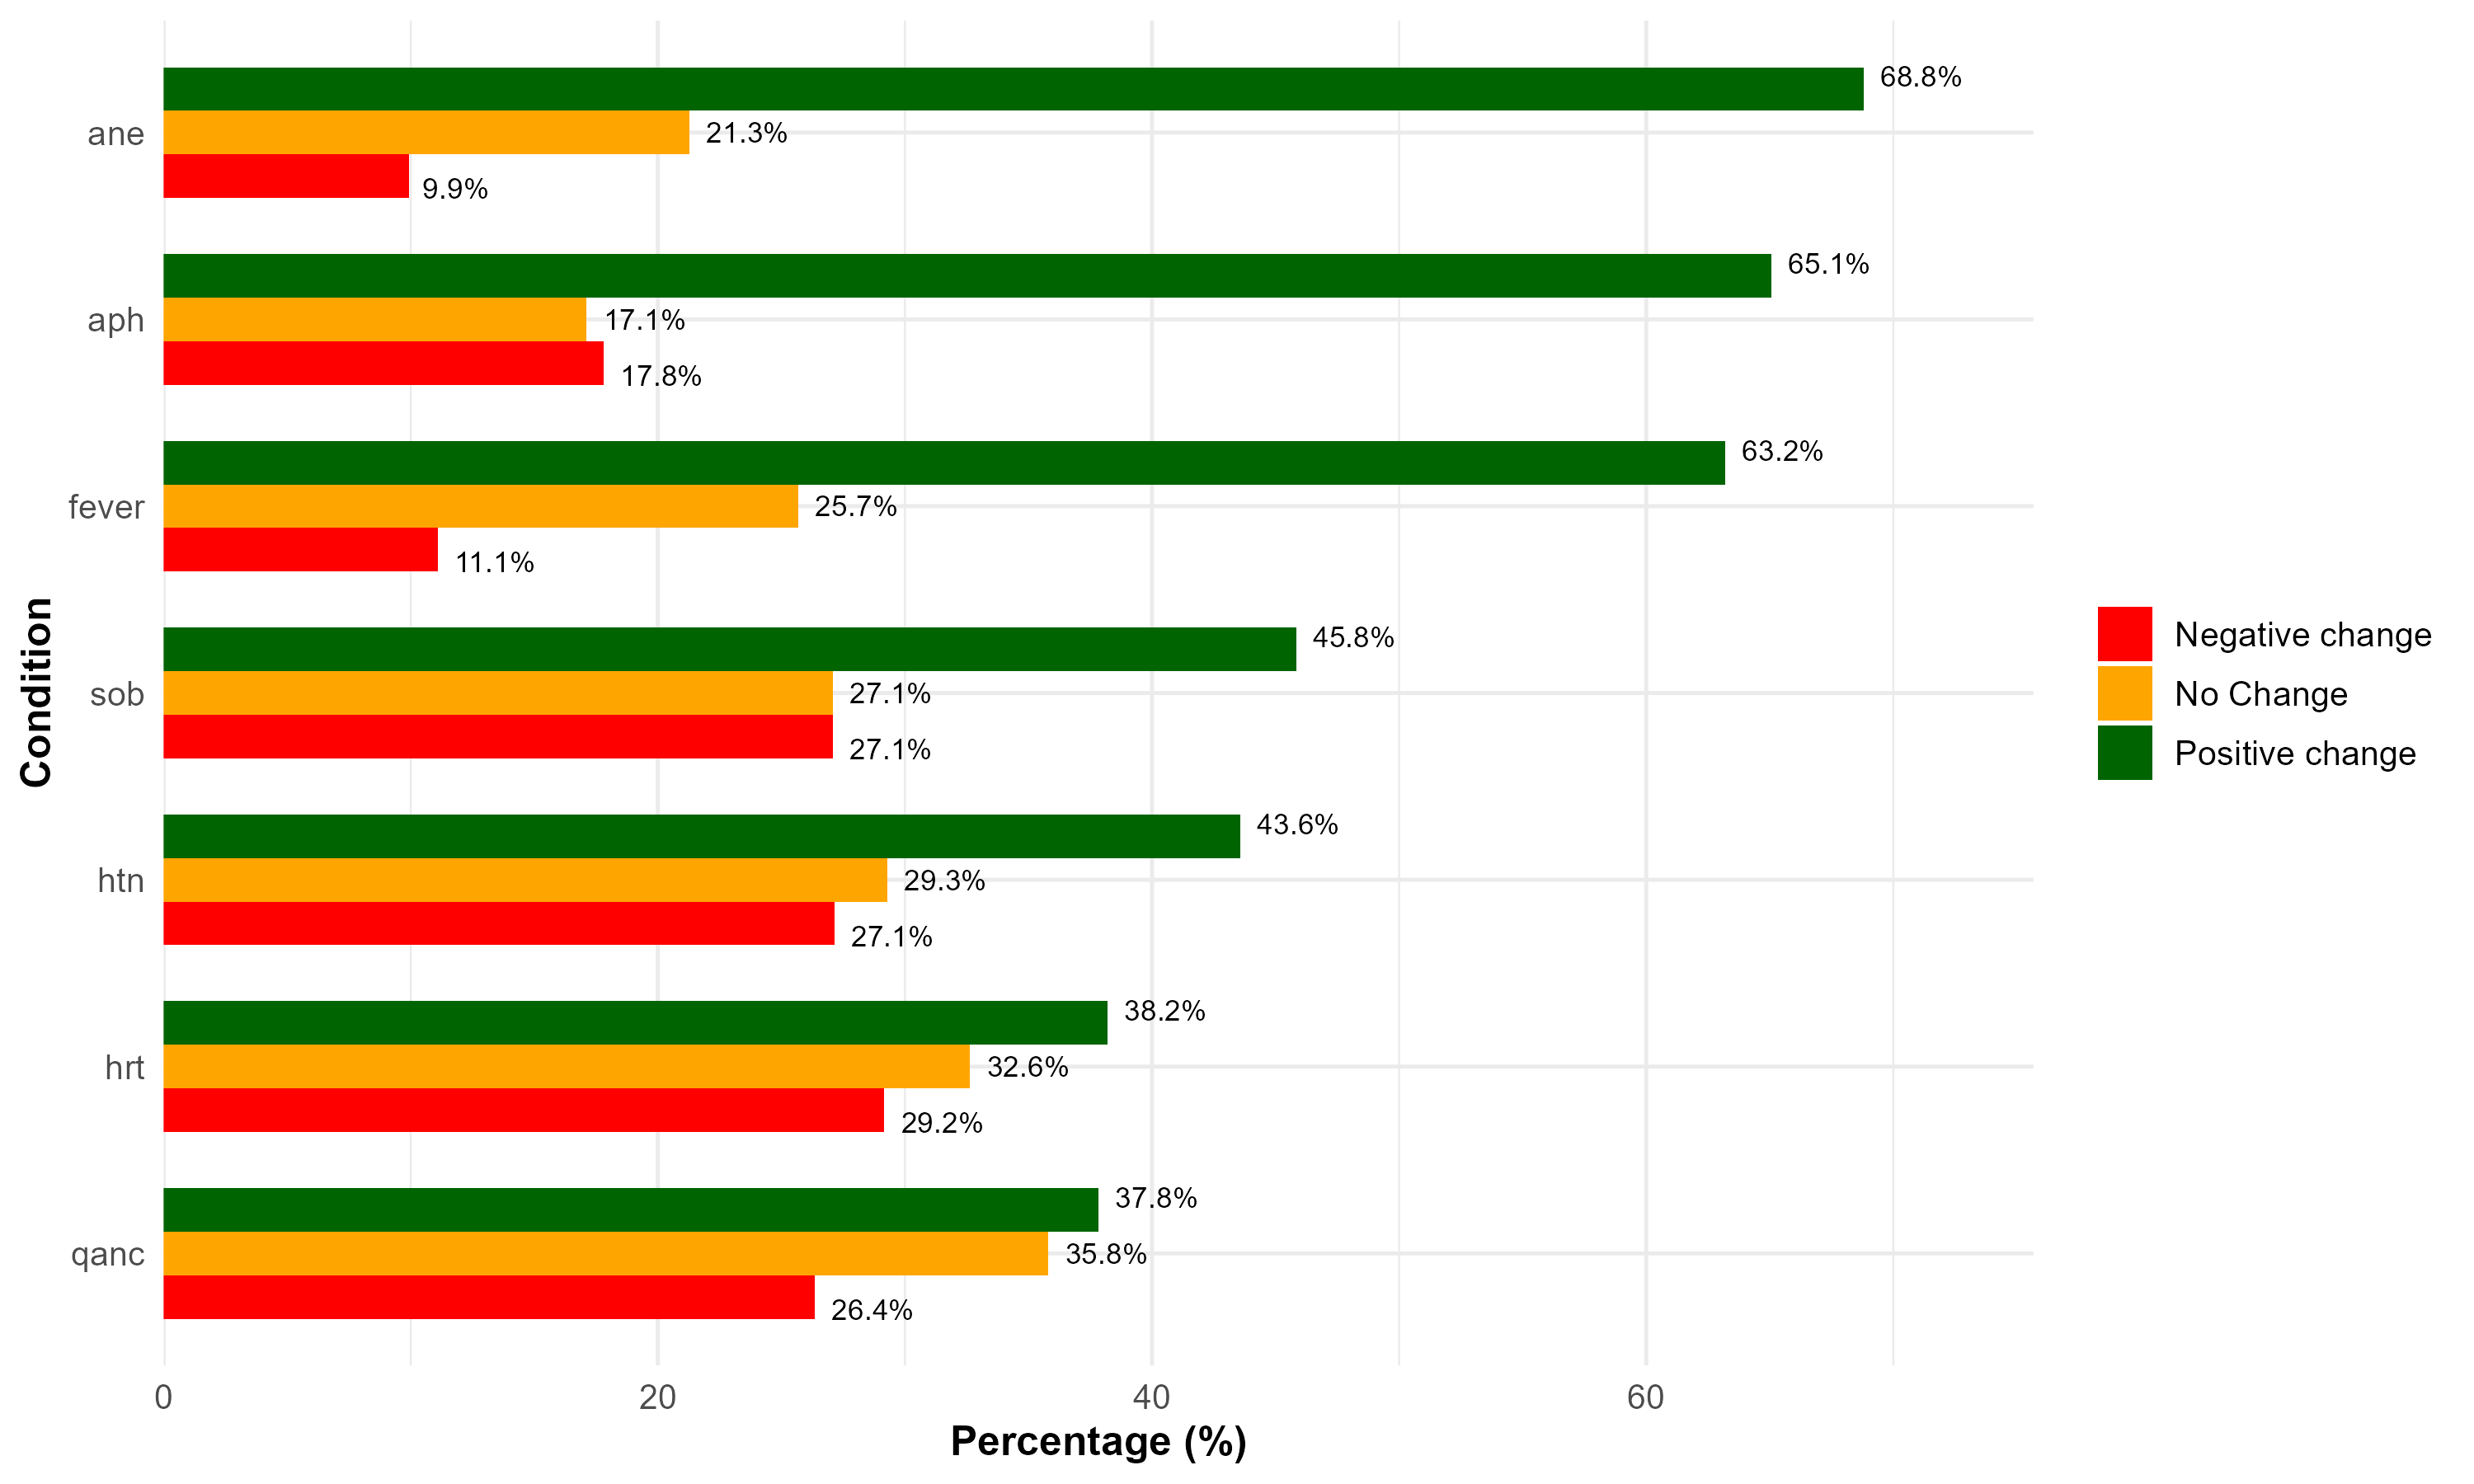 68.8%
ane
21.3%
9.9%
65.1%
aph
17.1%
17.8%
63.2%
fever
25.7%
11.1%
45.8%
sob
27.1%
27.1%
43.6%
htn
29.3%
27.1%
38.2%
hrt
32.6%
29.2%
37.8%
qanc
35.8%
26.4%
0 20 40 60
Percentage (%)
Condition
Negative change
No Change
Positive change